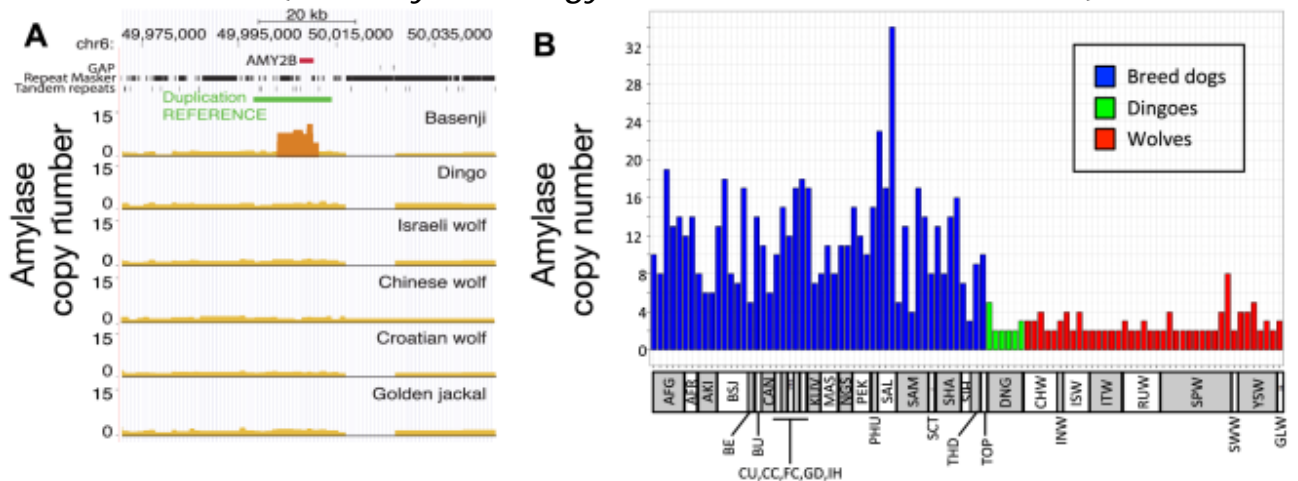 A
20 kb
chr6: 49,975,000 49,995,000 50,015,000 50,035,000
AMY2B
GAP
Repeat Masker
Tandem repeats
Duplication
REFERENCE
Amylase
copy number
15
0
Basenji
15
0
Dingo
15
0
Israeli wolf
15
0
Chinese wolf
15
0
Croatian wolf
15
0
Golden jackal
B
Amylase
copy number
32
28
24
20
16
12
8
4
0
Breed dogs
Dingoes
Wolves
AFG AKI BSJ CAN KUV MAS NGS PEK SAL SAM SHA DNG CHW ISW ITW RUW SPW YSW
BE BU PHU SCT THD TOP INW SWW GLW
CU,CC,FC,GD,IH